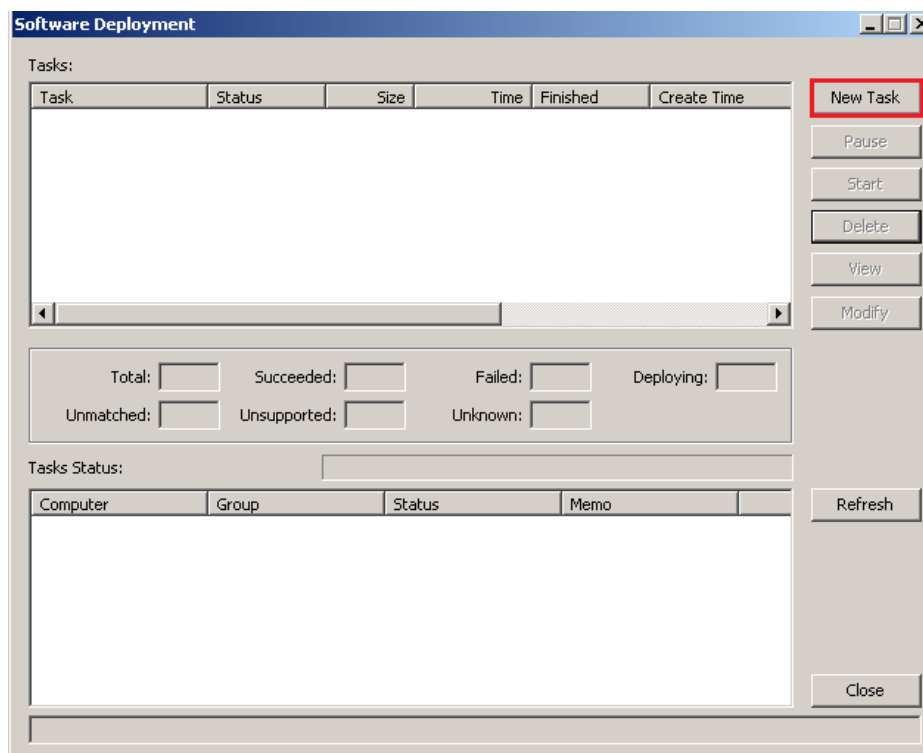 Software Deployment
Tasks:
Task Status Size Time Finished Create Time
New Task
Pause
Start
Delete
View
Modify
Total: Succeeded: Failed: Deploying:
Unmatched: Unsupported: Unknown:
Tasks Status:
Computer Group Status Memo
Refresh
Close